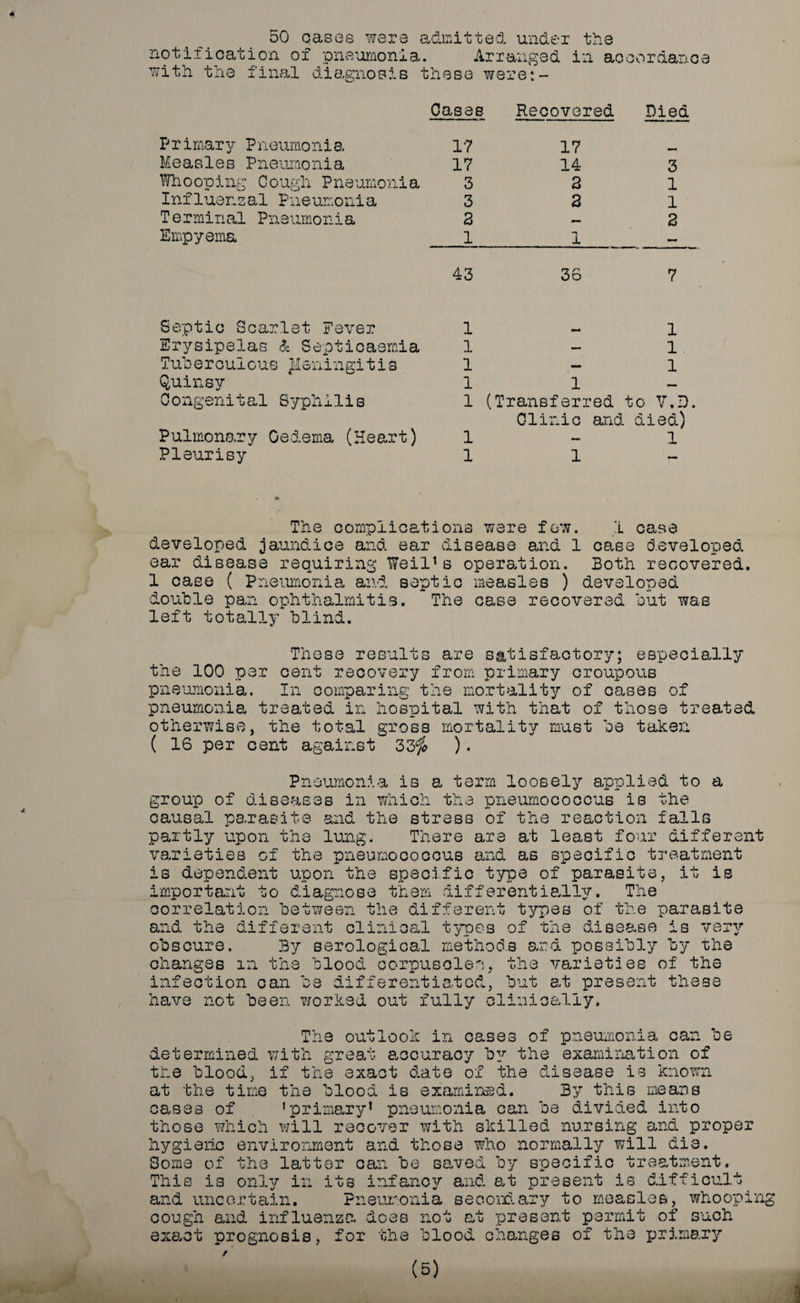 50 cases were admitted under the
notification of pneumonia. Arranged in accordance
with the final diagnosis these were:-
Cases Recovered Died
Primary Pneumonia 17 17 -
Measles Pneumonia 17 14 3
Whooping Cough Pneumonia 3 2 1
Influenzal Pneumonia 3 2 1
Terminal Pneumonia 2 - 2
Empyema 1 1 -
43 36 7
Septic Scarlet Fever 1 - 1
Erysipelas & Septicaemia 1 - 1
Tuberculous Meningitis 1 - 1
Quinsy 1 1 -
Congenital Syphilis 1 (Transferred to V.D.
Clinic and died)
Pulmonary Oedema (Heart) 1 - 1
Pleurisy 1 1 -
The complications were few. 1 case
developed jaundice and ear disease and 1 case developed
ear disease requiring Weil's operation. Both recovered.
1 case ( Pneumonia and septic measles ) developed
double pan ophthalmitis. The case recovered but was
left totally blind.
These results are satisfactory; especially
the 100 per cent recovery from primary croupous
pneumonia. In comparing the mortality of cases of
pneumonia treated in hospital with that of those treated
otherwise, the total gross mortality must be taken
( 16 per cent against 33% ).
Pneumonia is a term loosely applied to a
group of diseases in which the pneumococcus is the
causal parasite and the stress of the reaction falls
partly upon the lung. There are at least four different
varieties of the pneumococcus and as specific treatment
is dependent upon the specific type of parasite, it is
important to diagnose them differentially. The
correlation between the different types of the parasite
and the different clinical types of the disease is very
obscure. By serological methods and possibly by the
changes in the blood corpuscles, the varieties of the
infection can be differentiated, but at present these
have not been worked out fully clinically.
The outlook in cases of pneumonia can be
determined with great accuracy by the examination of
the blood, if the exact date of the disease is known
at the time the blood is examined. By this means
cases of 'primary' pneumonia can be divided into
those which will recover with skilled nursing and proper
hygienic environment and those who normally will die.
Some of the latter can be saved by specific treatment.
This is only in its infancy and at present is difficult
and uncertain. Pneumonia secondary to measles, whooping
cough and influenza does not at present permit of such
exact prognosis, for the blood changes of the primary
(5)